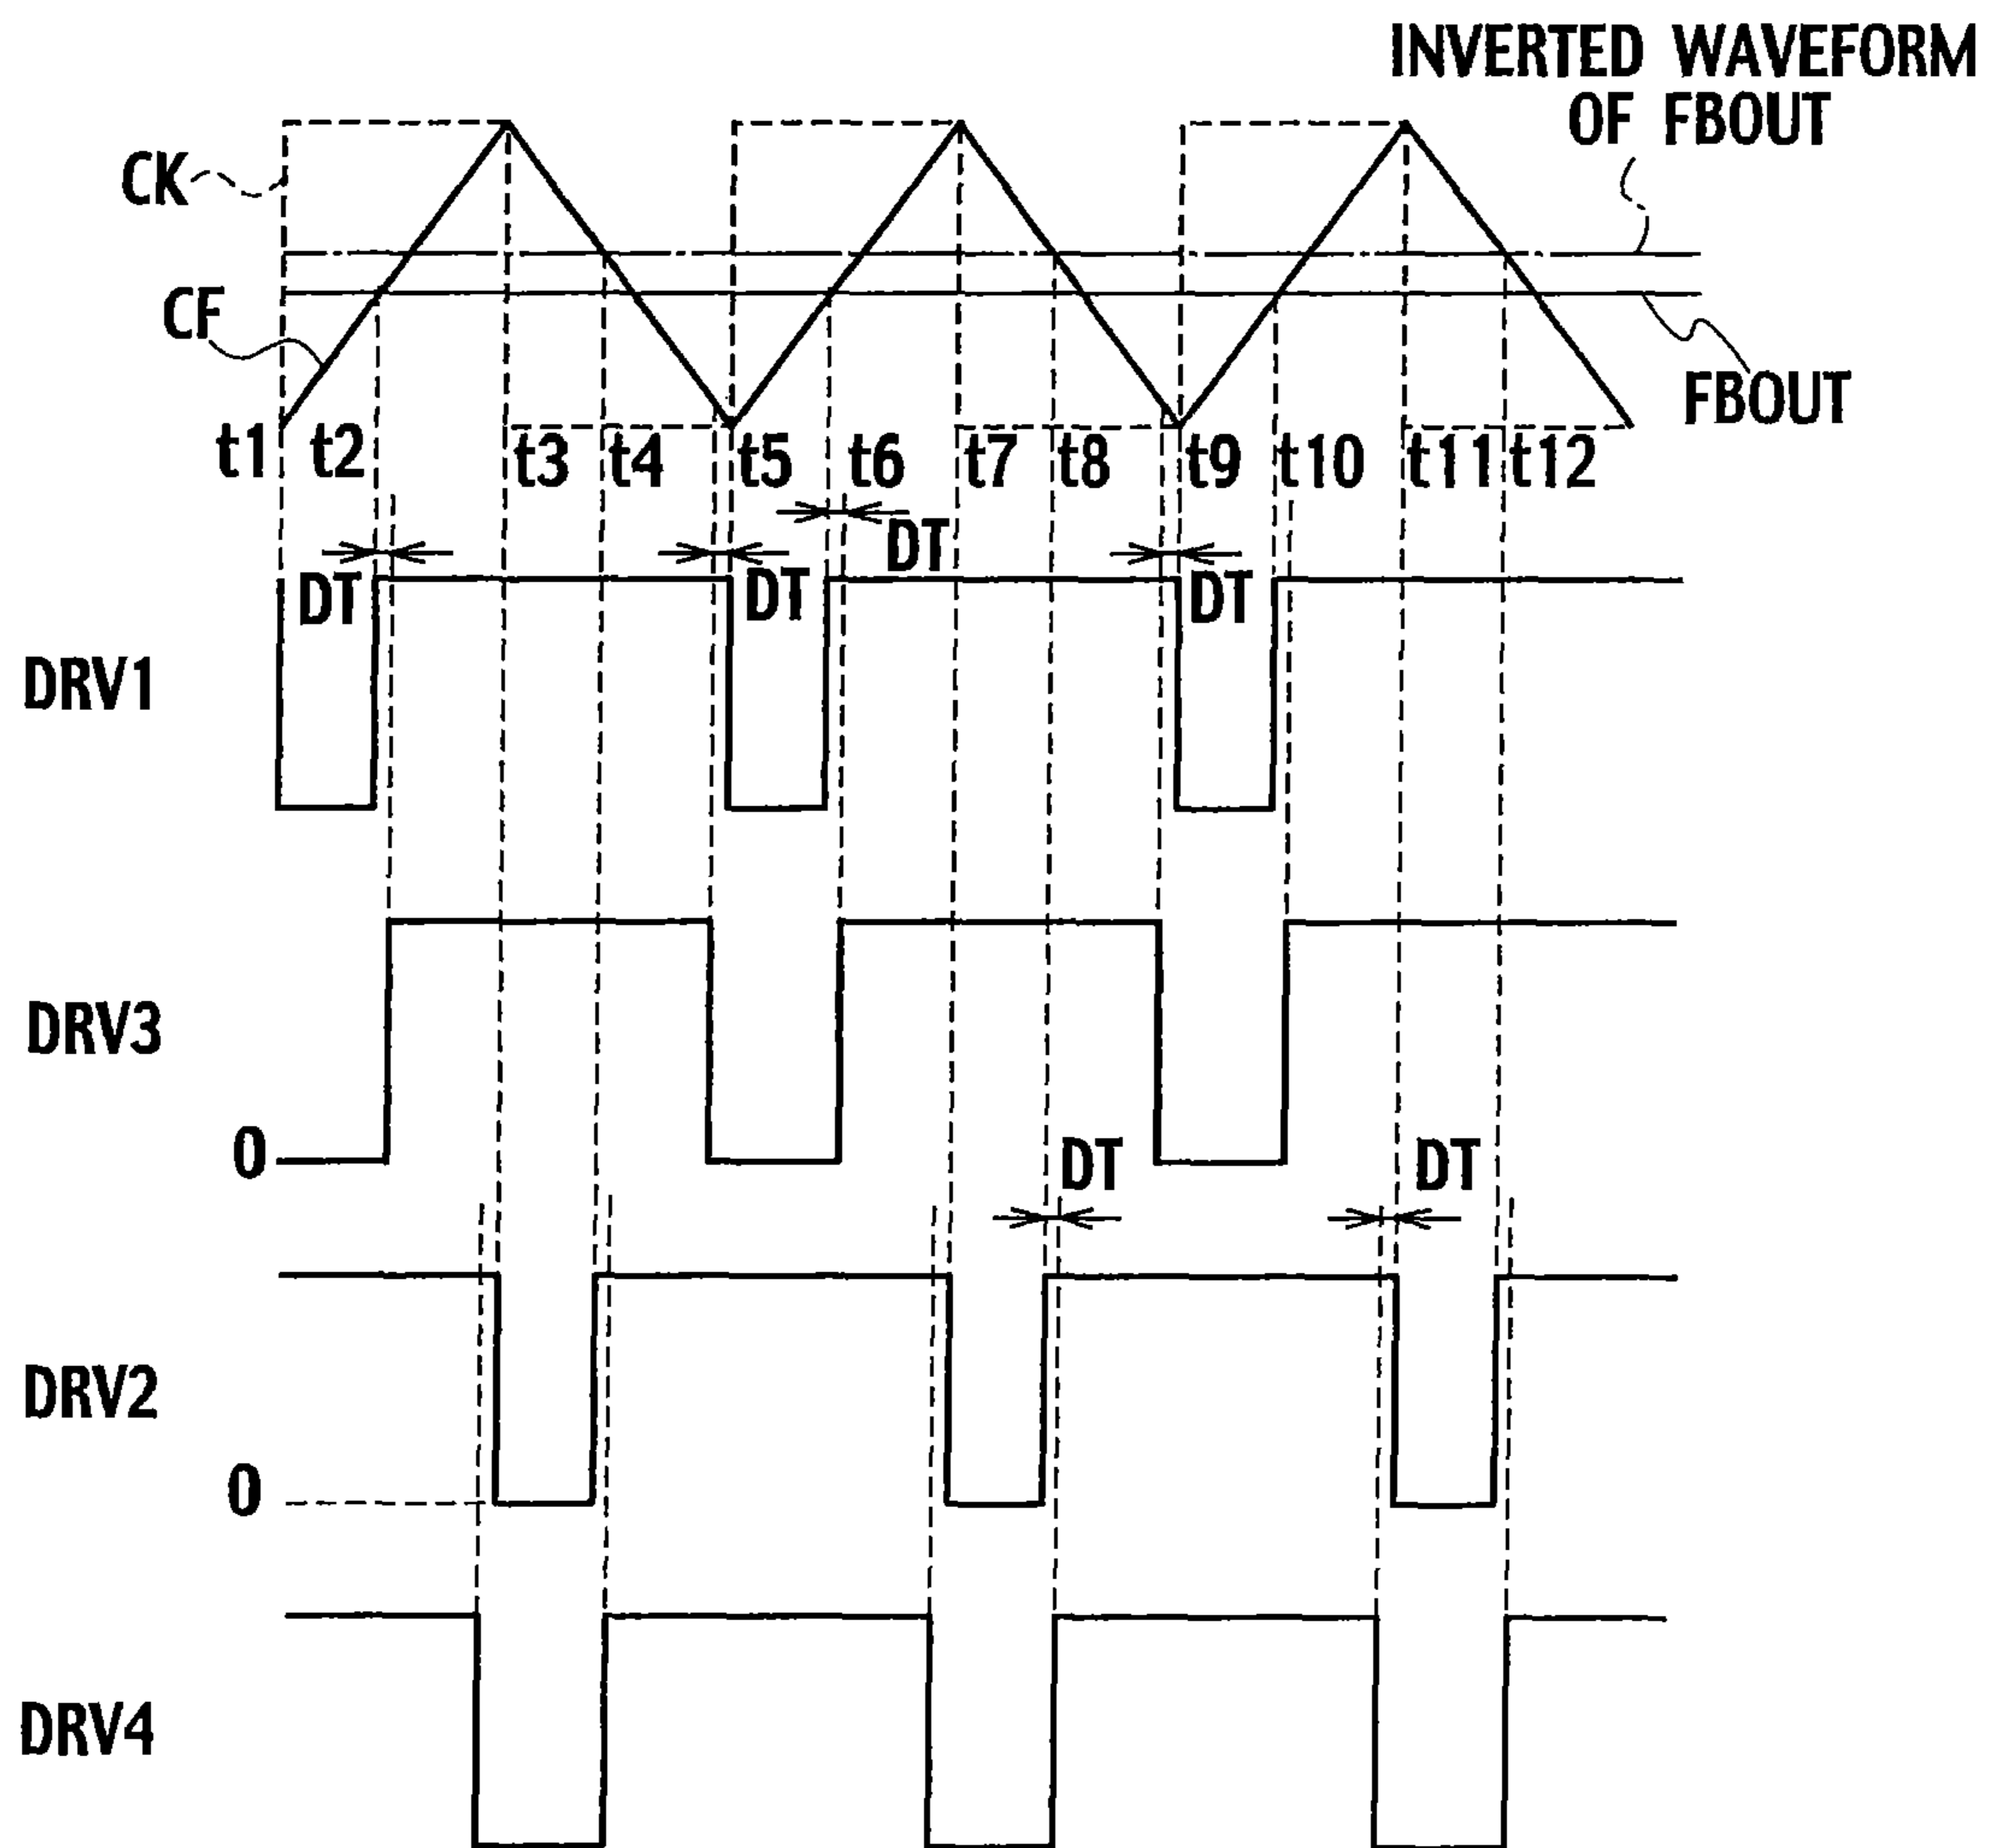 INVERTED WAVEFORM
OF FBOUT
CK
CF
FBOUT
t1 t2 t3 t4 t5 t6 t7 t8 t9 t10 t11 t12
DT
DT DT DT
DRV1
DRV3
0
DT DT
DRV2
0
DRV4